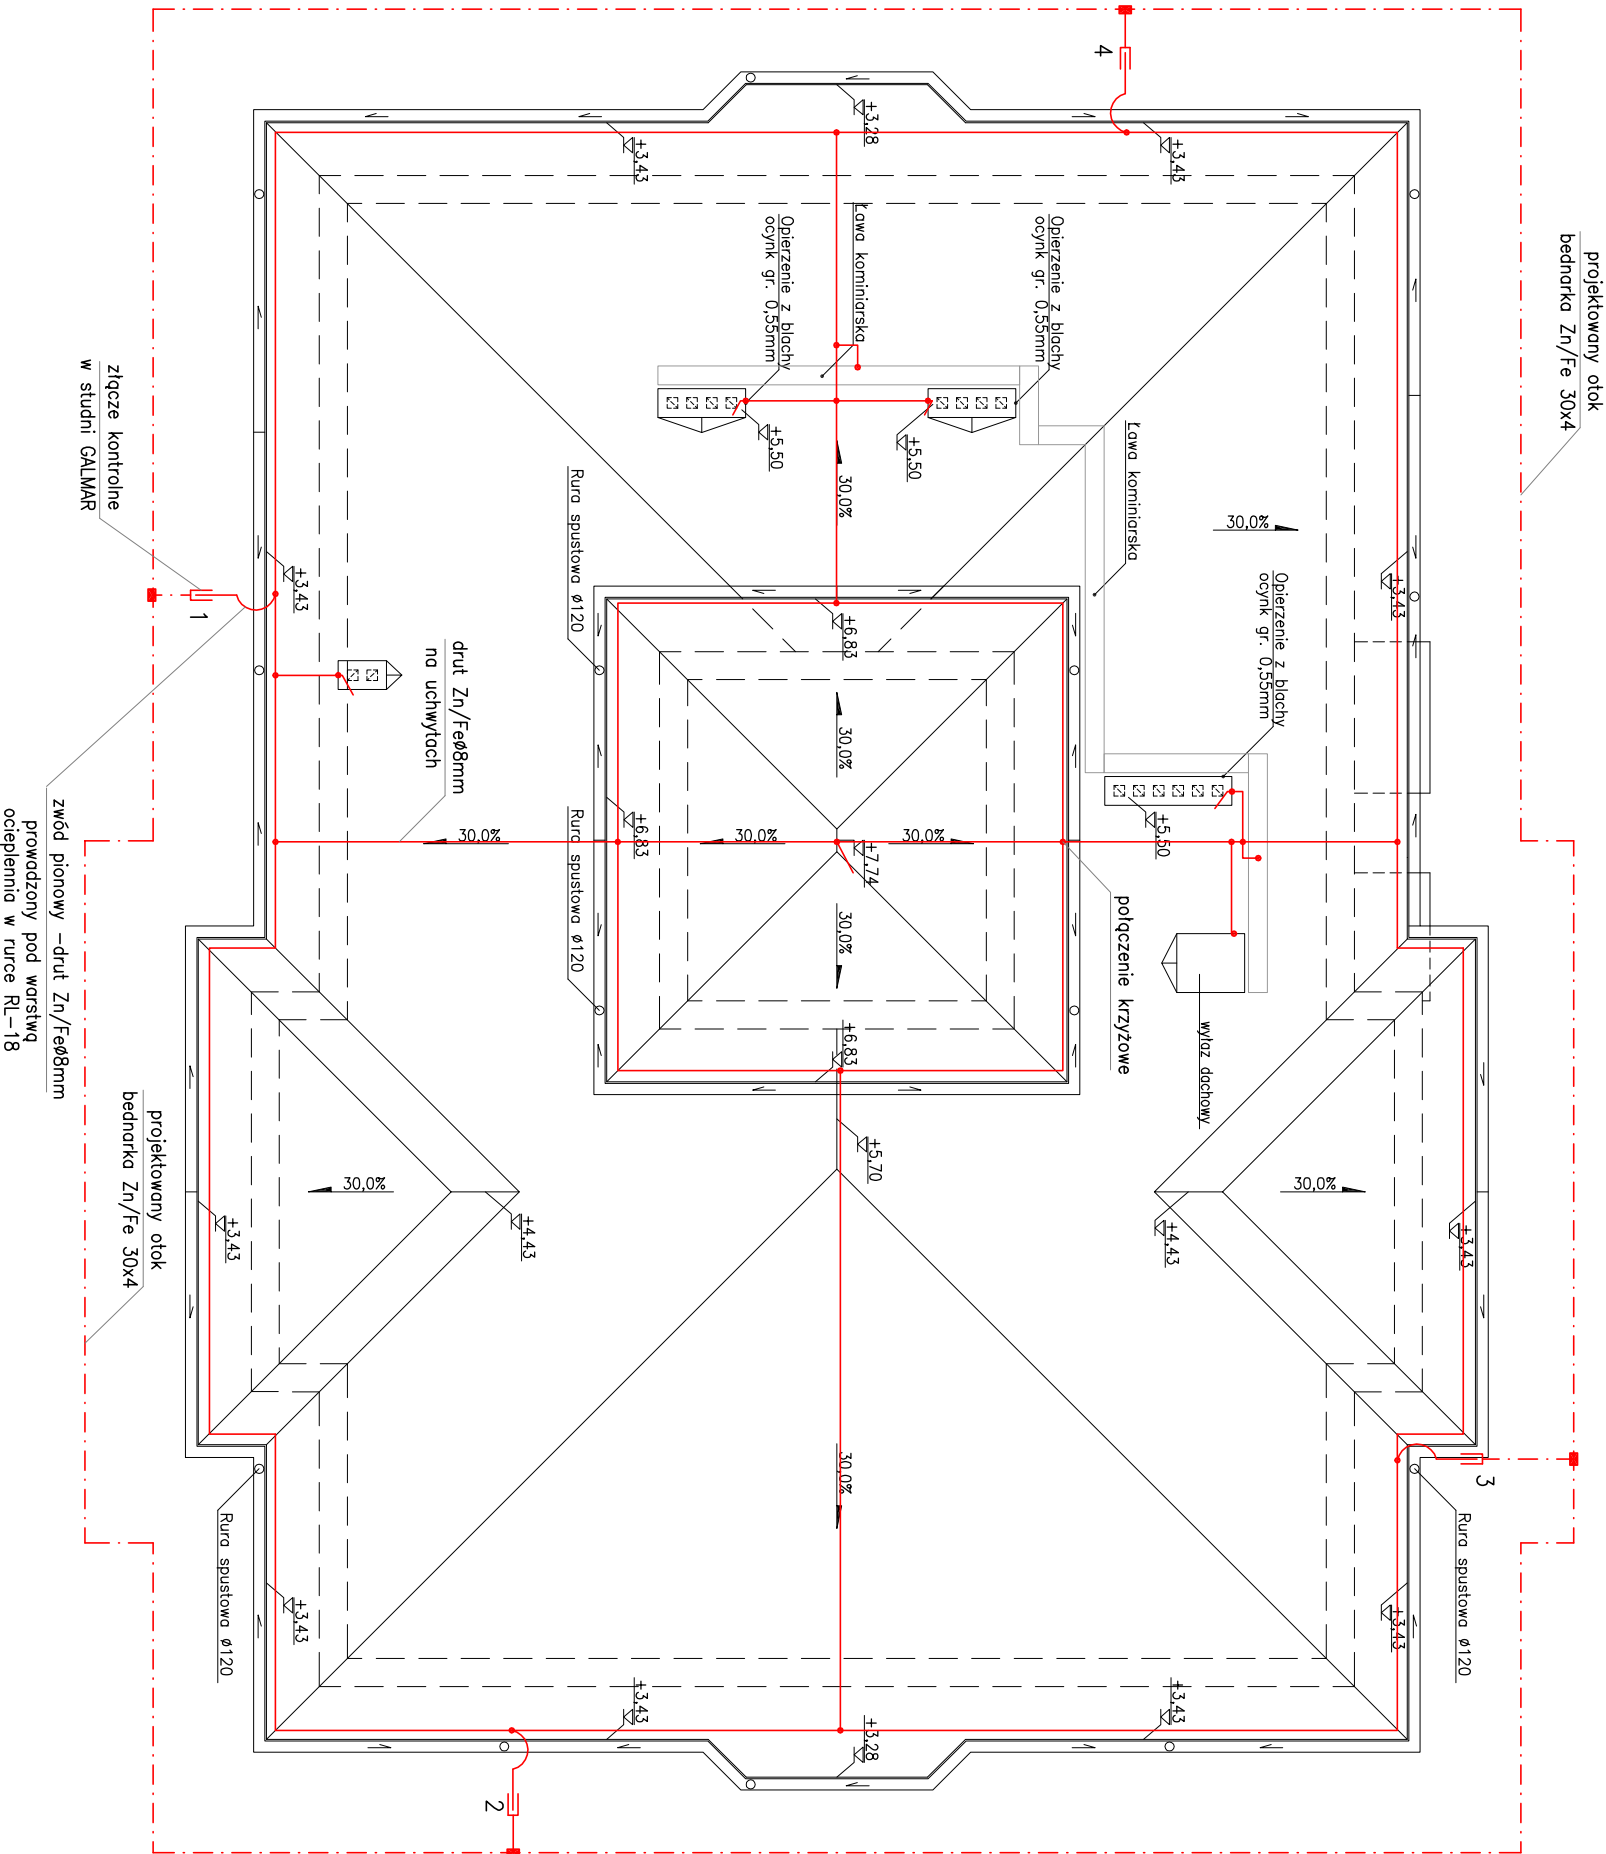 projektowany otok
bednarka Zn/Fe 30x4
4
+3,28
+3,43
+3,43
Ława kominiarska
Opierzenie z blachy
ocynk gr. 0,55mm
Opierzenie z blachy
ocynk gr. 0,55mm
+5,50
+5,50
30,0%
Ława kominiarska
30,0%
+3,43
Opierzenie z blachy
ocynk gr. 0,55mm
złącze kontrolne
w studni GALMAR
1
+3,43
Rura spustowa ø120
+6,83
drut Zn/Feø8mm
na uchwytach
30,0%
+6,83
30,0%
30,0%
30,0%
+7,74
+5,50
Rura spustowa ø120
30,0%
połączenie krzyżowe
wyłaz dachowy
zwód pionowy -drut Zn/Feø8mm
prowadzony pod warstwą
ocieplennia w rurce RL-18
+6,83
+5,70
projektowany otok
bednarka Zn/Fe 30x4
30,0%
30,0%
+3,43
+4,43
+4,43
+3,43
30,0%
3
Rura spustowa ø120
Rura spustowa ø120
+3,43
+3,43
+3,43
+3,28
+3,43
2